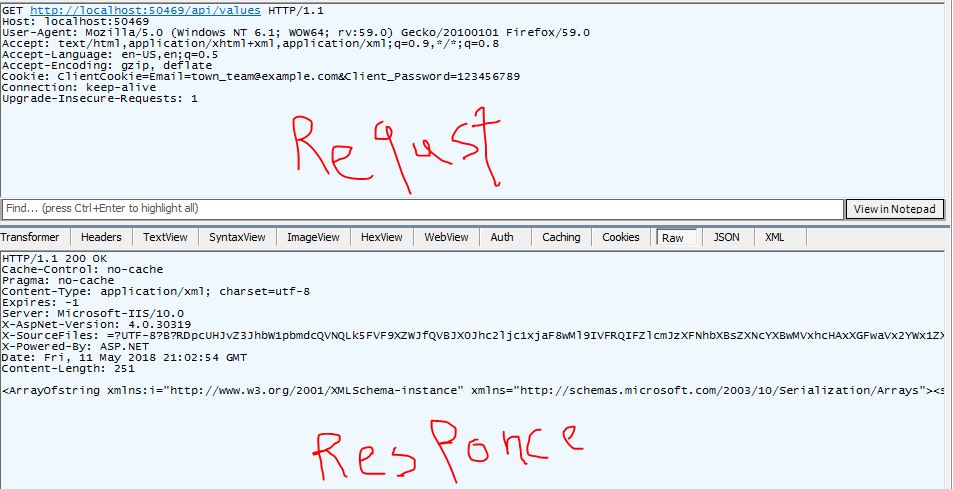 GET http://localhost:50469/api/values HTTP/1.1
Host: localhost:50469
User-Agent: Mozilla/5.0 (Windows NT 6.1; WOW64; rv:59.0) Gecko/20100101 Firefox/59.0
Accept: text/html,application/xhtml+xml,application/xml;q=0.9,*/*;q=0.8
Accept-Language: en-US,en;q=0.5
Accept-Encoding: gzip, deflate
Cookie: ClientCookie=Email=town_team@example.com&Client_Password=123456789
Connection: keep-alive
Upgrade-Insecure-Requests: 1
Requst
Find... (press Ctrl+Enter to highlight all) View in Notepad
Transformer Headers TextView SyntaxView ImageView HexView WebView Auth Caching Cookies Raw JSON XML
HTTP/1.1 200 OK
Cache-Control: no-cache
Pragma: no-cache
Content-Type: application/xml; charset=utf-8
Expires: -1
Server: Microsoft-IIS/10.0
X-AspNet-Version: 4.0.30319
X-SourceFiles:
X-Powered-By: ASP.NET
Date: Fri, 11 May 2018 21:02:54 GMT
Content-Length: 251
<ArrayOfstring xmlns:i="http://www.w3.org/2001/XMLSchema-instance" xmlns="http://schemas.microsoft.com/2003/10/Serialization/Arrays"><s
Responce